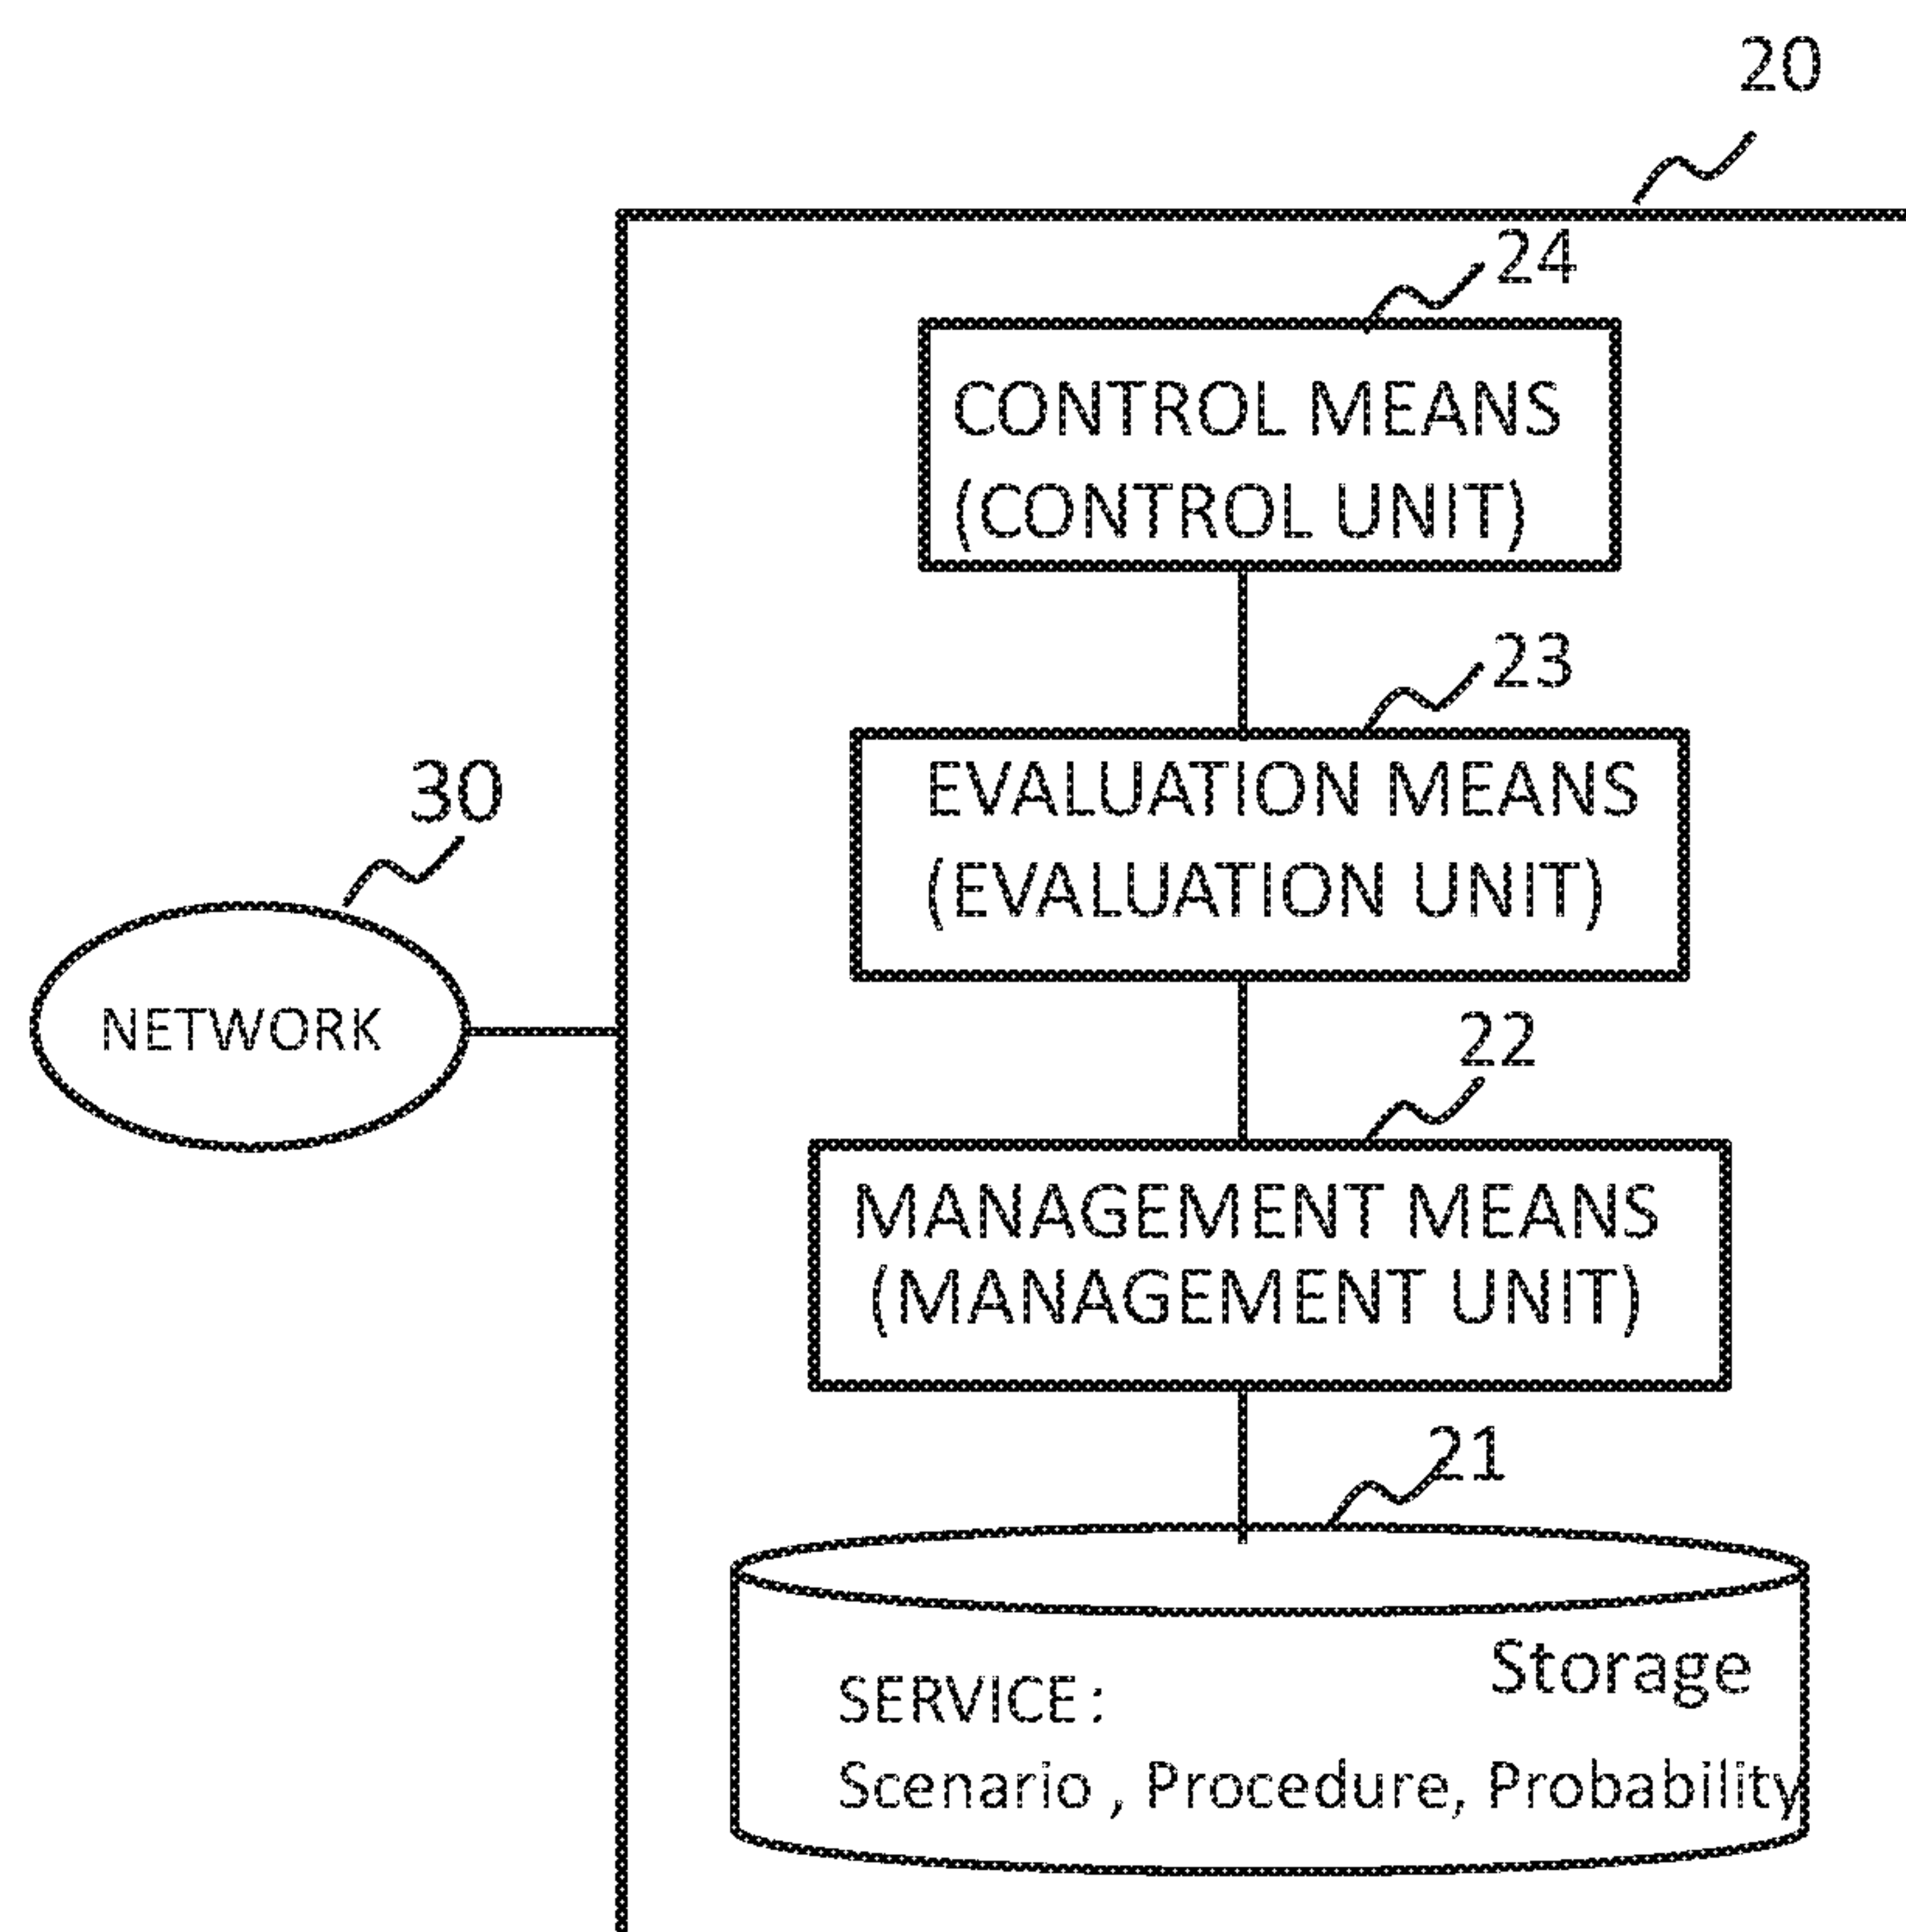 20
24
CONTROL MEANS
(CONTROL UNIT)
23
EVALUATION MEANS
(EVALUATION UNIT)
30
NETWORK
22
MANAGEMENT MEANS
(MANAGEMENT UNIT)
21
Storage
SERVICE :
Scenario , Procedure, Probability